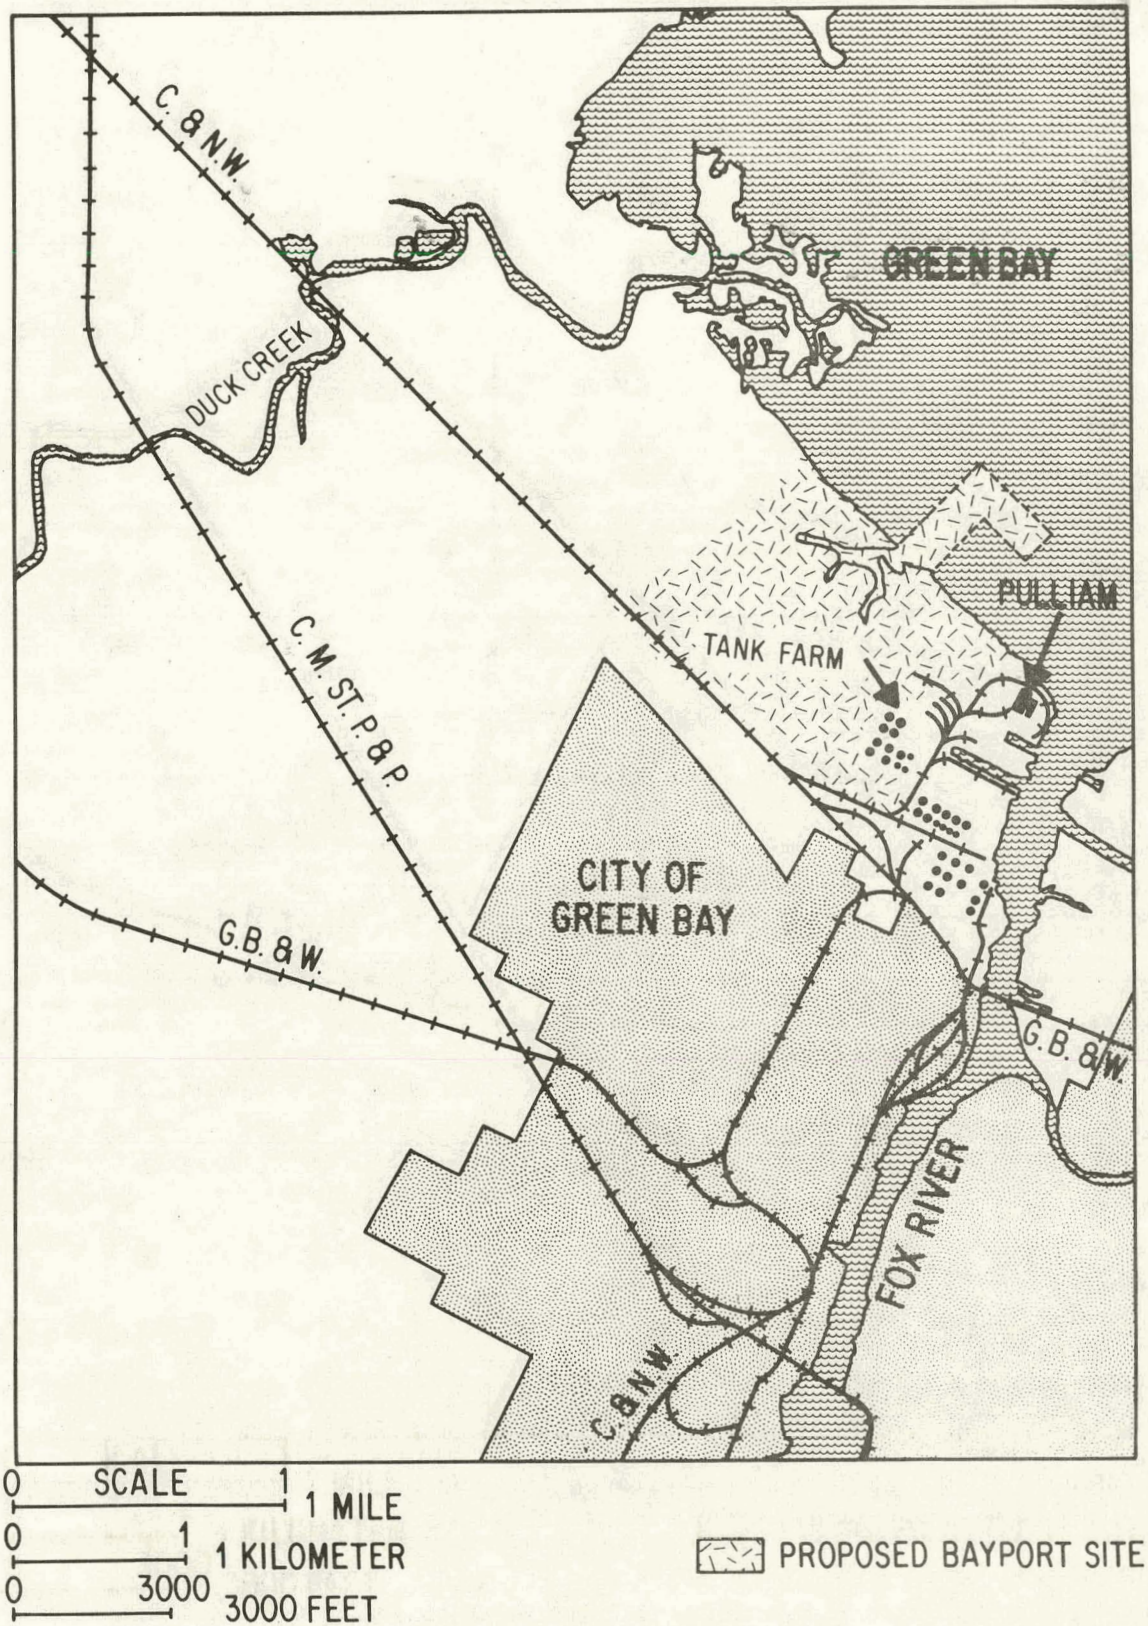 C. & N.W.
GREEN BAY
DUCK CREEK
PULLIAM
TANK FARM
C. M. ST. P. & P.
CITY OF
GREEN BAY
G.B. & W.
G.B. & W.
FOX RIVER
C. & N.W.
0 SCALE 1
1 MILE
0 1
1 KILOMETER
0 3000
3000 FEET
PROPOSED BAYPORT SITE